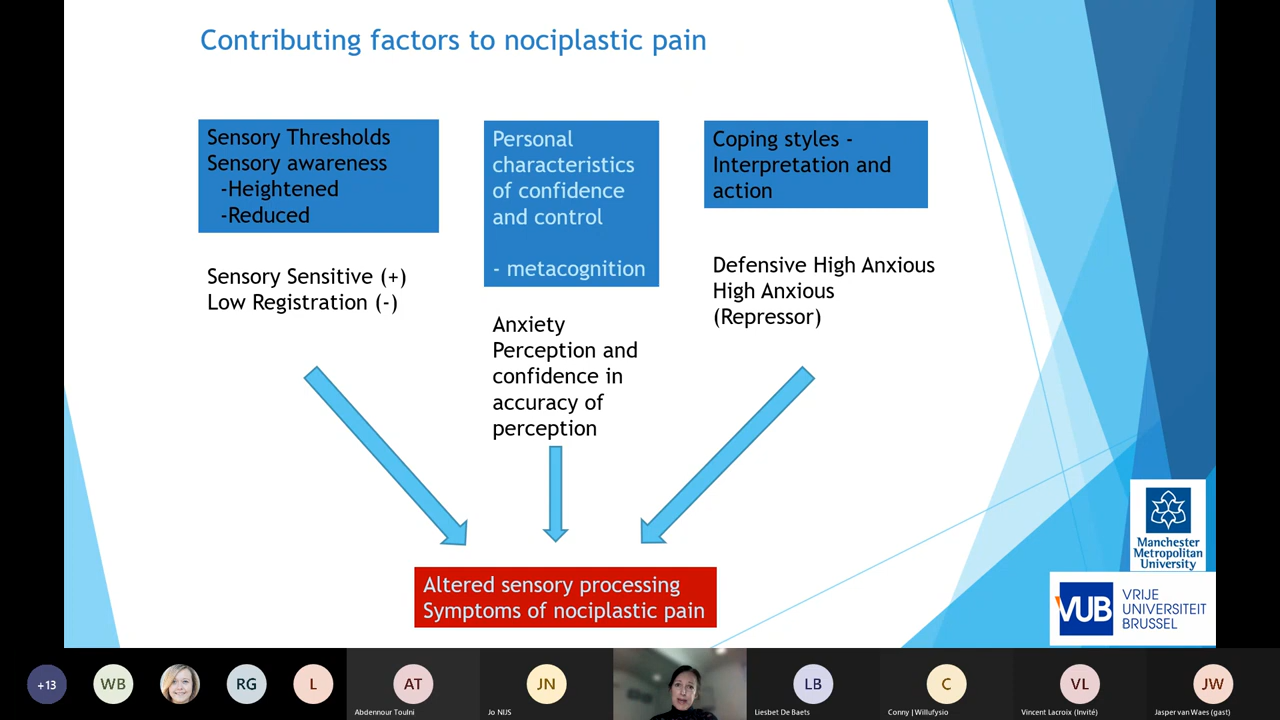 Contributing factors to nociplastic pain
Sensory Thresholds
Sensory awareness
-Heightened
-Reduced
Sensory Sensitive (+)
Low Registration (-)
Personal
characteristics
of confidence
and control
- metacognition
Anxiety
Perception and
confidence in
accuracy of
perception
Coping styles -
Interpretation and
action
Defensive High Anxious
High Anxious
(Repressor)
Altered sensory processing
Symptoms of nociplastic pain
Manchester
Metropolitan
University
VUB
VRIJE
UNIVERSITEIT
BRUSSEL
+13
WB
RG
L
AT
Abdennour Toulni
JN
Jo NIJS
LB
Liesbet De Baets
C
Conny | Willufysio
VL
Vincent Lacroix (Invité)
JW
Jasper van Waes (gast)